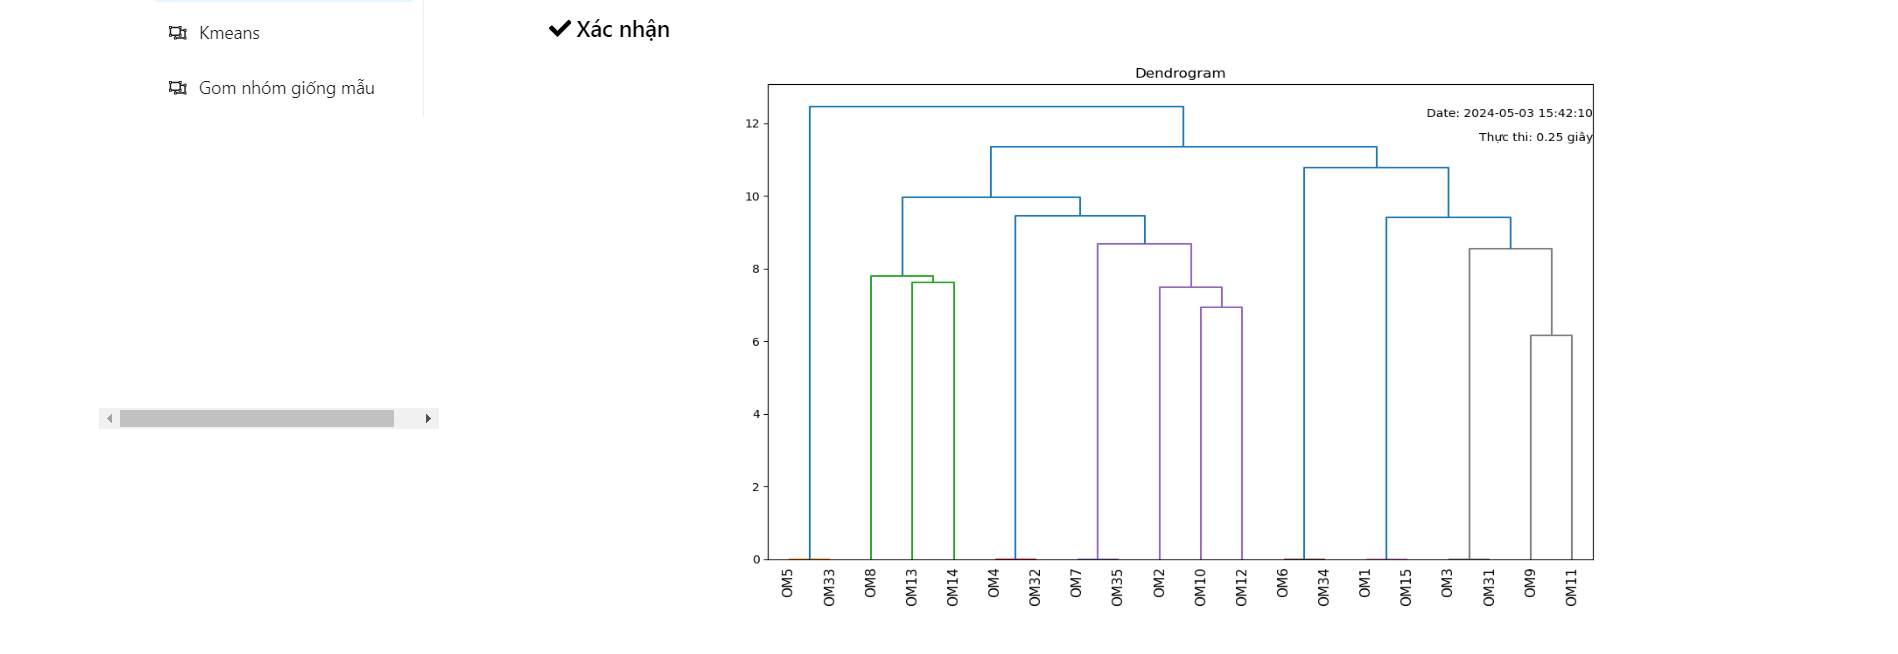 Kmeans
Gom nhóm giống mẫu
Xác nhận
Dendrogram
Date: 2024-05-03 15:42:10
Thực thi: 0.25 giây
12
10
8
6
4
2
0
OM5
OM33
OM8
OM13
OM14
OM4
OM32
OM7
OM35
OM2
OM10
OM12
OM6
OM34
OM1
OM15
OM3
OM31
OM9
OM11